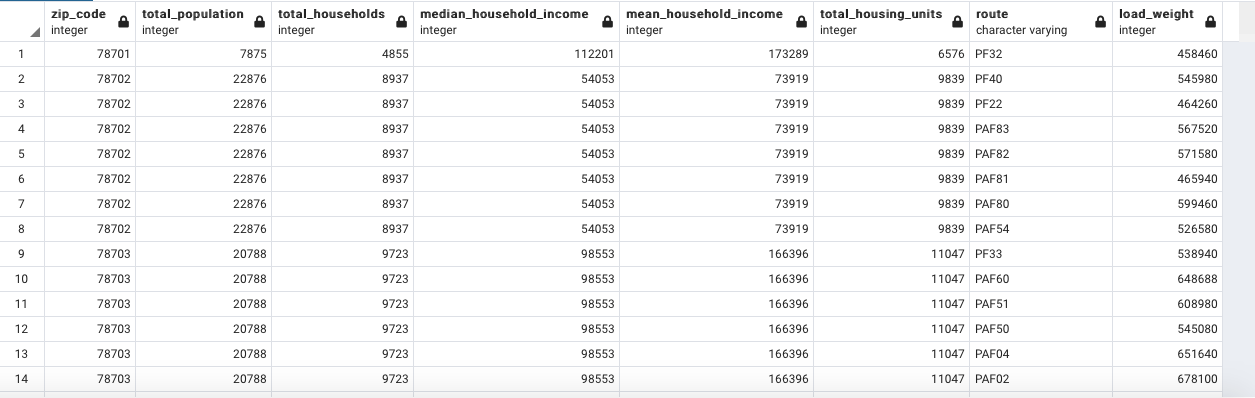 zip_code total_population total_households median_household_income mean_household_income total_housing_units route load_weight
integer integer integer integer integer integer character varying integer
1 78701 7875 4855 112201 173289 6576 PF32 458460
2 78702 22876 8937 54053 73919 9839 PF40 545980
3 78702 22876 8937 54053 73919 9839 PF22 464260
4 78702 22876 8937 54053 73919 9839 PAF83 567520
5 78702 22876 8937 54053 73919 9839 PAF82 571580
6 78702 22876 8937 54053 73919 9839 PAF81 465940
7 78702 22876 8937 54053 73919 9839 PAF80 599460
8 78702 22876 8937 54053 73919 9839 PAF54 526580
9 78703 20788 9723 98553 166396 11047 PF33 538940
10 78703 20788 9723 98553 166396 11047 PAF60 648688
11 78703 20788 9723 98553 166396 11047 PAF51 608980
12 78703 20788 9723 98553 166396 11047 PAF50 545080
13 78703 20788 9723 98553 166396 11047 PAF04 651640
14 78703 20788 9723 98553 166396 11047 PAF02 678100